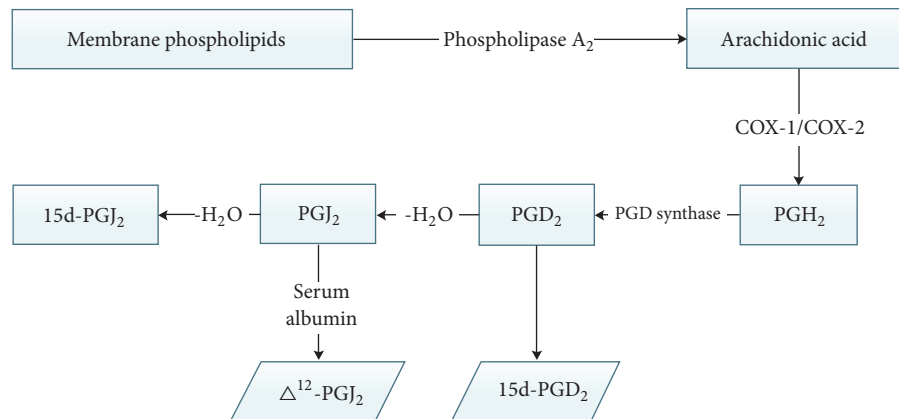 Membrane phospholipids
Phospholipase A₂
Arachidonic acid
COX-1/COX-2
15d-PGJ₂
-H₂O
PGJ₂
-H₂O
PGD₂
PGD synthase
PGH₂
Serum
albumin
△¹²-PGJ₂
15d-PGD₂